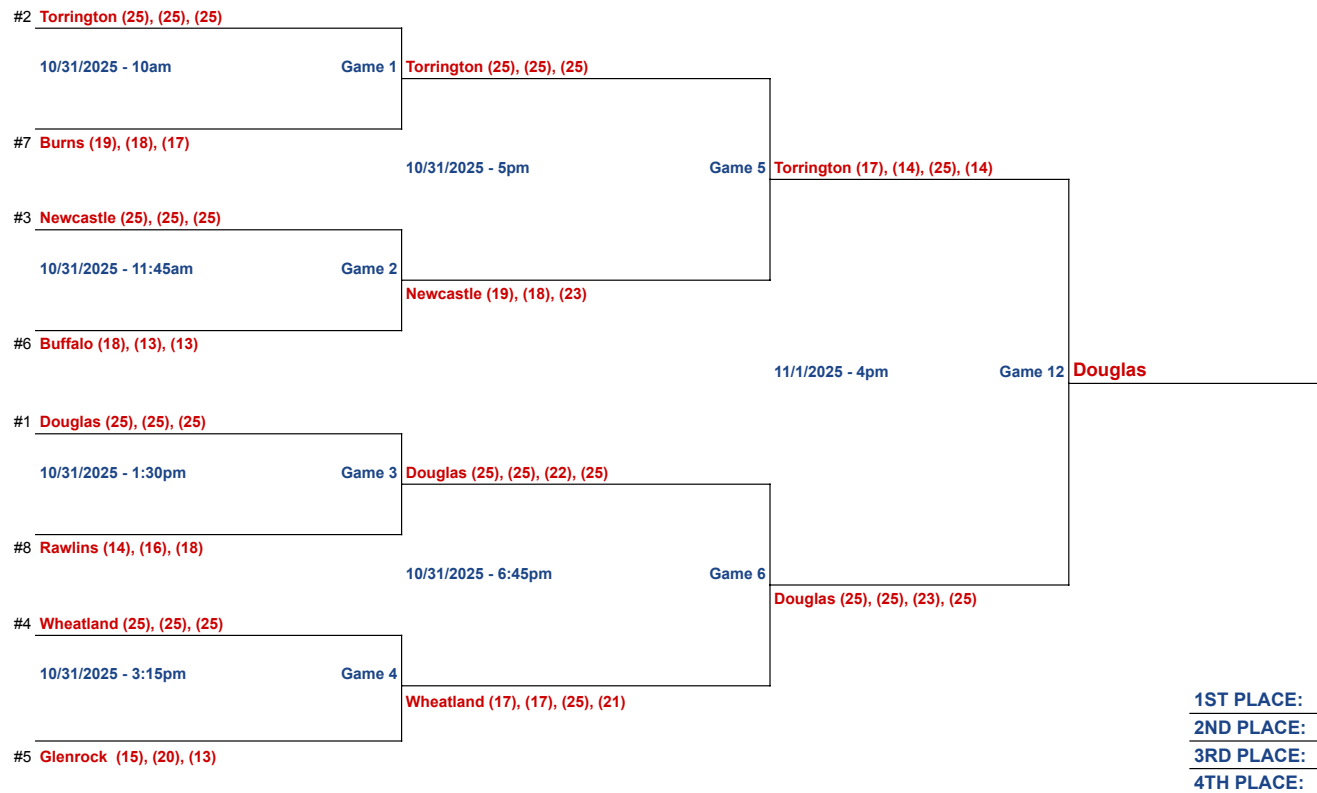 #2 Torrington (25), (25), (25)
10/31/2025 - 10am Game 1 Torrington (25), (25), (25)
#7 Burns (19), (18), (17)
10/31/2025 - 5pm Game 5 Torrington (17), (14), (25), (14)
#3 Newcastle (25), (25), (25)
10/31/2025 - 11:45am Game 2
Newcastle (19), (18), (23)
#6 Buffalo (18), (13), (13)
11/1/2025 - 4pm Game 12 Douglas
#1 Douglas (25), (25), (25)
10/31/2025 - 1:30pm Game 3 Douglas (25), (25), (22), (25)
#8 Rawlins (14), (16), (18)
10/31/2025 - 6:45pm Game 6
Douglas (25), (25), (23), (25)
#4 Wheatland (25), (25), (25)
10/31/2025 - 3:15pm Game 4
Wheatland (17), (17), (25), (21)
1ST PLACE:
2ND PLACE:
#5 Glenrock (15), (20), (13)
3RD PLACE:
4TH PLACE: